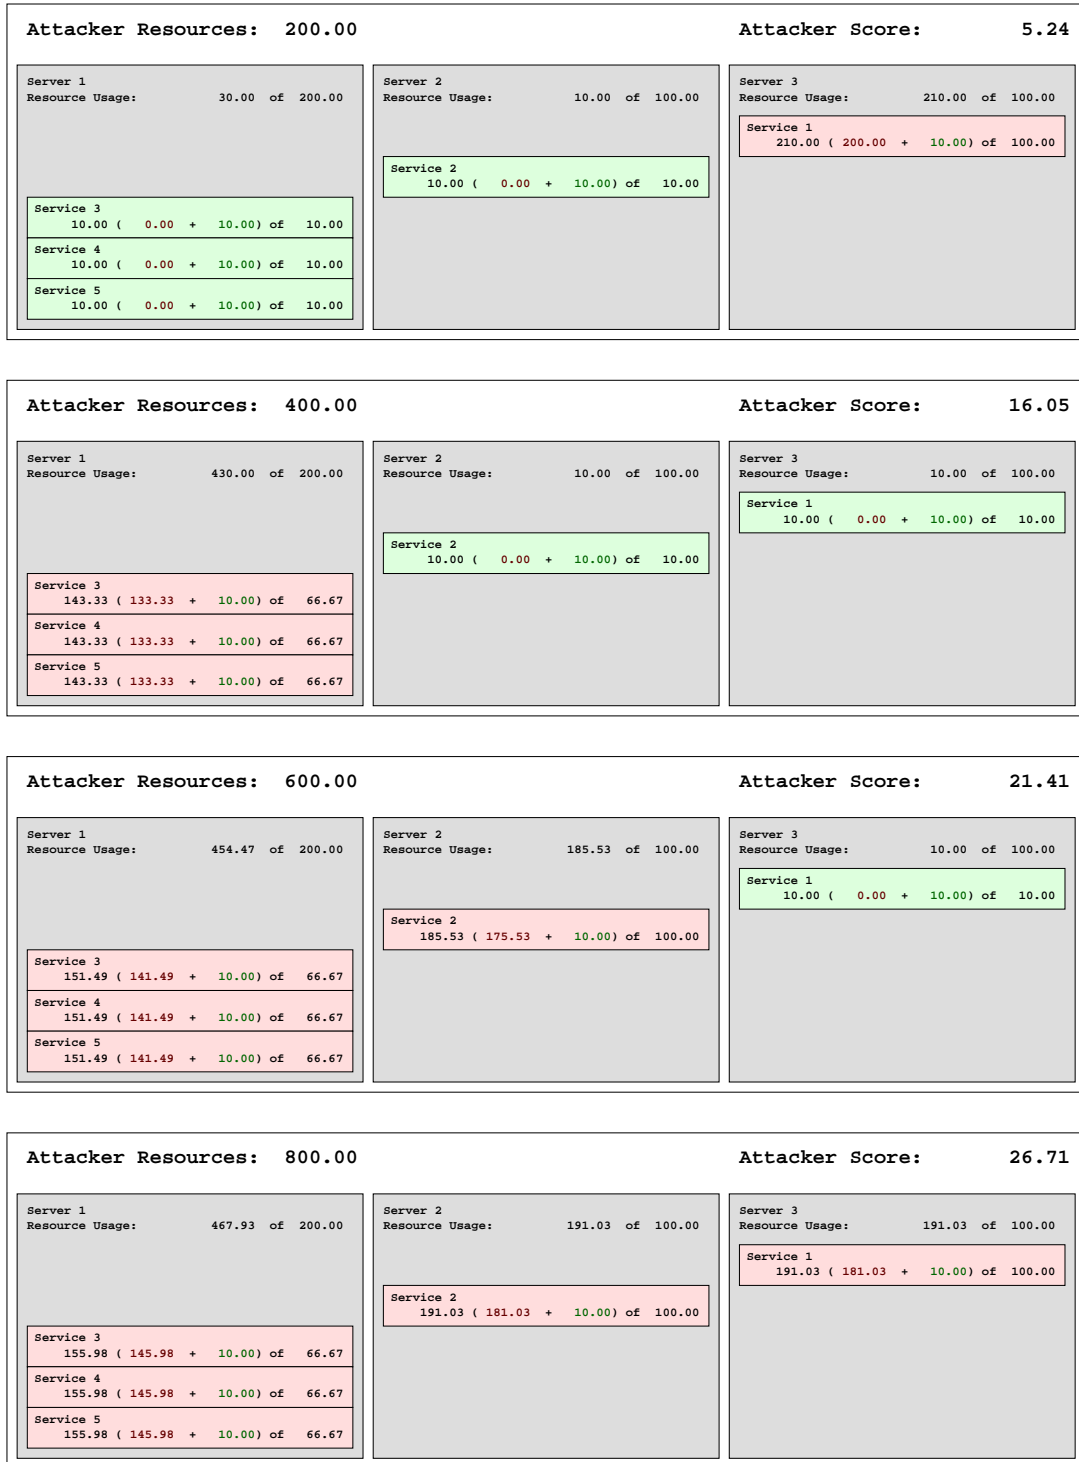 Attacker Resources: 200.00 Attacker Score: 5.24
Server 1
Resource Usage: 30.00 of 200.00
Service 3
10.00 ( 0.00 + 10.00) of 10.00
Service 4
10.00 ( 0.00 + 10.00) of 10.00
Service 5
10.00 ( 0.00 + 10.00) of 10.00
Server 2
Resource Usage: 10.00 of 100.00
Service 2
10.00 ( 0.00 + 10.00) of 10.00
Server 3
Resource Usage: 210.00 of 100.00
Service 1
210.00 ( 200.00 + 10.00) of 100.00
Attacker Resources: 400.00 Attacker Score: 16.05
Server 1
Resource Usage: 430.00 of 200.00
Service 3
143.33 ( 133.33 + 10.00) of 66.67
Service 4
143.33 ( 133.33 + 10.00) of 66.67
Service 5
143.33 ( 133.33 + 10.00) of 66.67
Server 2
Resource Usage: 10.00 of 100.00
Service 2
10.00 ( 0.00 + 10.00) of 10.00
Server 3
Resource Usage: 10.00 of 100.00
Service 1
10.00 ( 0.00 + 10.00) of 10.00
Attacker Resources: 600.00 Attacker Score: 21.41
Server 1
Resource Usage: 454.47 of 200.00
Service 3
151.49 ( 141.49 + 10.00) of 66.67
Service 4
151.49 ( 141.49 + 10.00) of 66.67
Service 5
151.49 ( 141.49 + 10.00) of 66.67
Server 2
Resource Usage: 185.53 of 100.00
Service 2
185.53 ( 175.53 + 10.00) of 100.00
Server 3
Resource Usage: 10.00 of 100.00
Service 1
10.00 ( 0.00 + 10.00) of 10.00
Attacker Resources: 800.00 Attacker Score: 26.71
Server 1
Resource Usage: 467.93 of 200.00
Service 3
155.98 ( 145.98 + 10.00) of 66.67
Service 4
155.98 ( 145.98 + 10.00) of 66.67
Service 5
155.98 ( 145.98 + 10.00) of 66.67
Server 2
Resource Usage: 191.03 of 100.00
Service 2
191.03 ( 181.03 + 10.00) of 100.00
Server 3
Resource Usage: 191.03 of 100.00
Service 1
191.03 ( 181.03 + 10.00) of 100.00